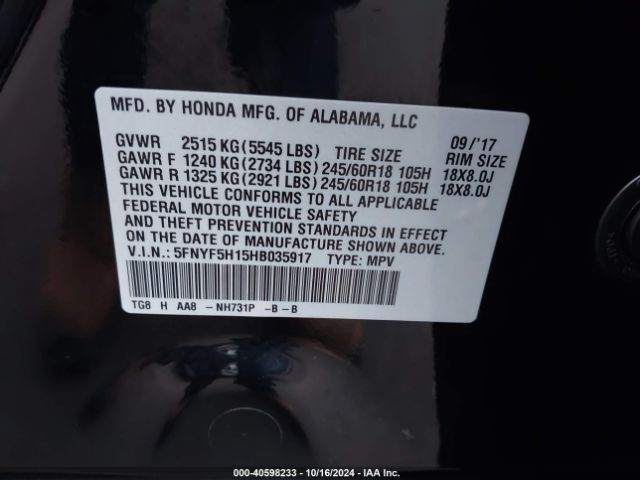 MFD. BY HONDA MFG. OF ALABAMA, LLC
GVWR 2515 KG (5545 LBS) TIRE SIZE 09/'17 RIM SIZE
GAWR F 1240 KG (2734 LBS) 245/60R18 105H 18X8.0J
GAWR R 1325 KG (2921 LBS) 245/60R18 105H 18X8.0J
THIS VEHICLE CONFORMS TO ALL APPLICABLE
FEDERAL MOTOR VEHICLE SAFETY
AND THEFT PREVENTION STANDARDS IN EFFECT
ON THE DATE OF MANUFACTURE SHOWN ABOVE.
V.I.N.: 5FNYF5H15HB035917 TYPE: MPV
TG8 H AA8 - NH731P -B - B
000-40598233 - 10/16/2024 - IAA Inc.